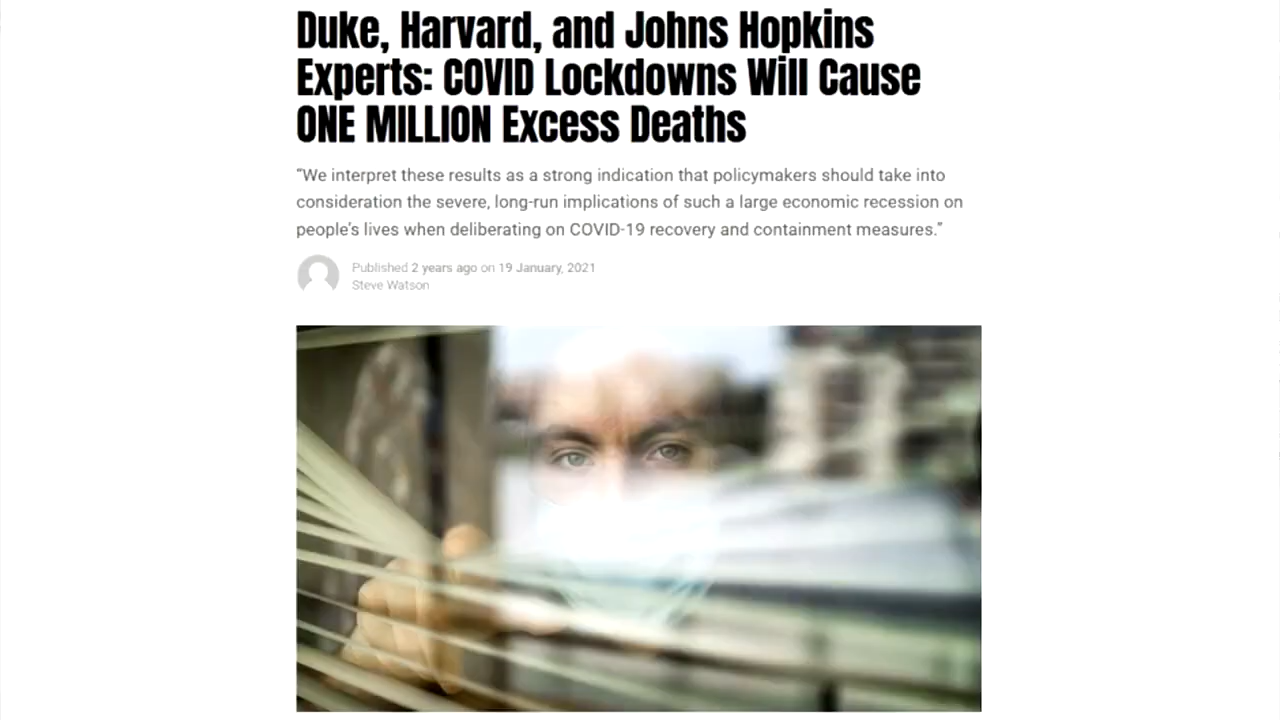 Duke, Harvard, and Johns Hopkins
Experts: COVID Lockdowns Will Cause
ONE MILLION Excess Deaths
“We interpret these results as a strong indication that policymakers should take into
consideration the severe, long-run implications of such a large economic recession on
people’s lives when deliberating on COVID-19 recovery and containment measures.”
Published 2 years ago on 19 January, 2021
Steve Watson